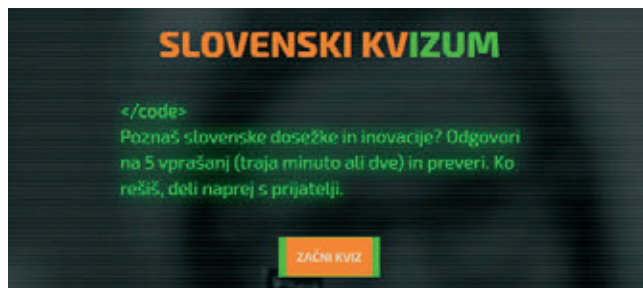 SLOVENSKI KVIZUM
</code>
Poznaš slovenske dosežke in inovacije? Odgovori
na 5 vprašanj (traja minuto ali dve) in preveri. Ko
rešiš, deli naprej s prijatelji.
ZAČNI KVIZ